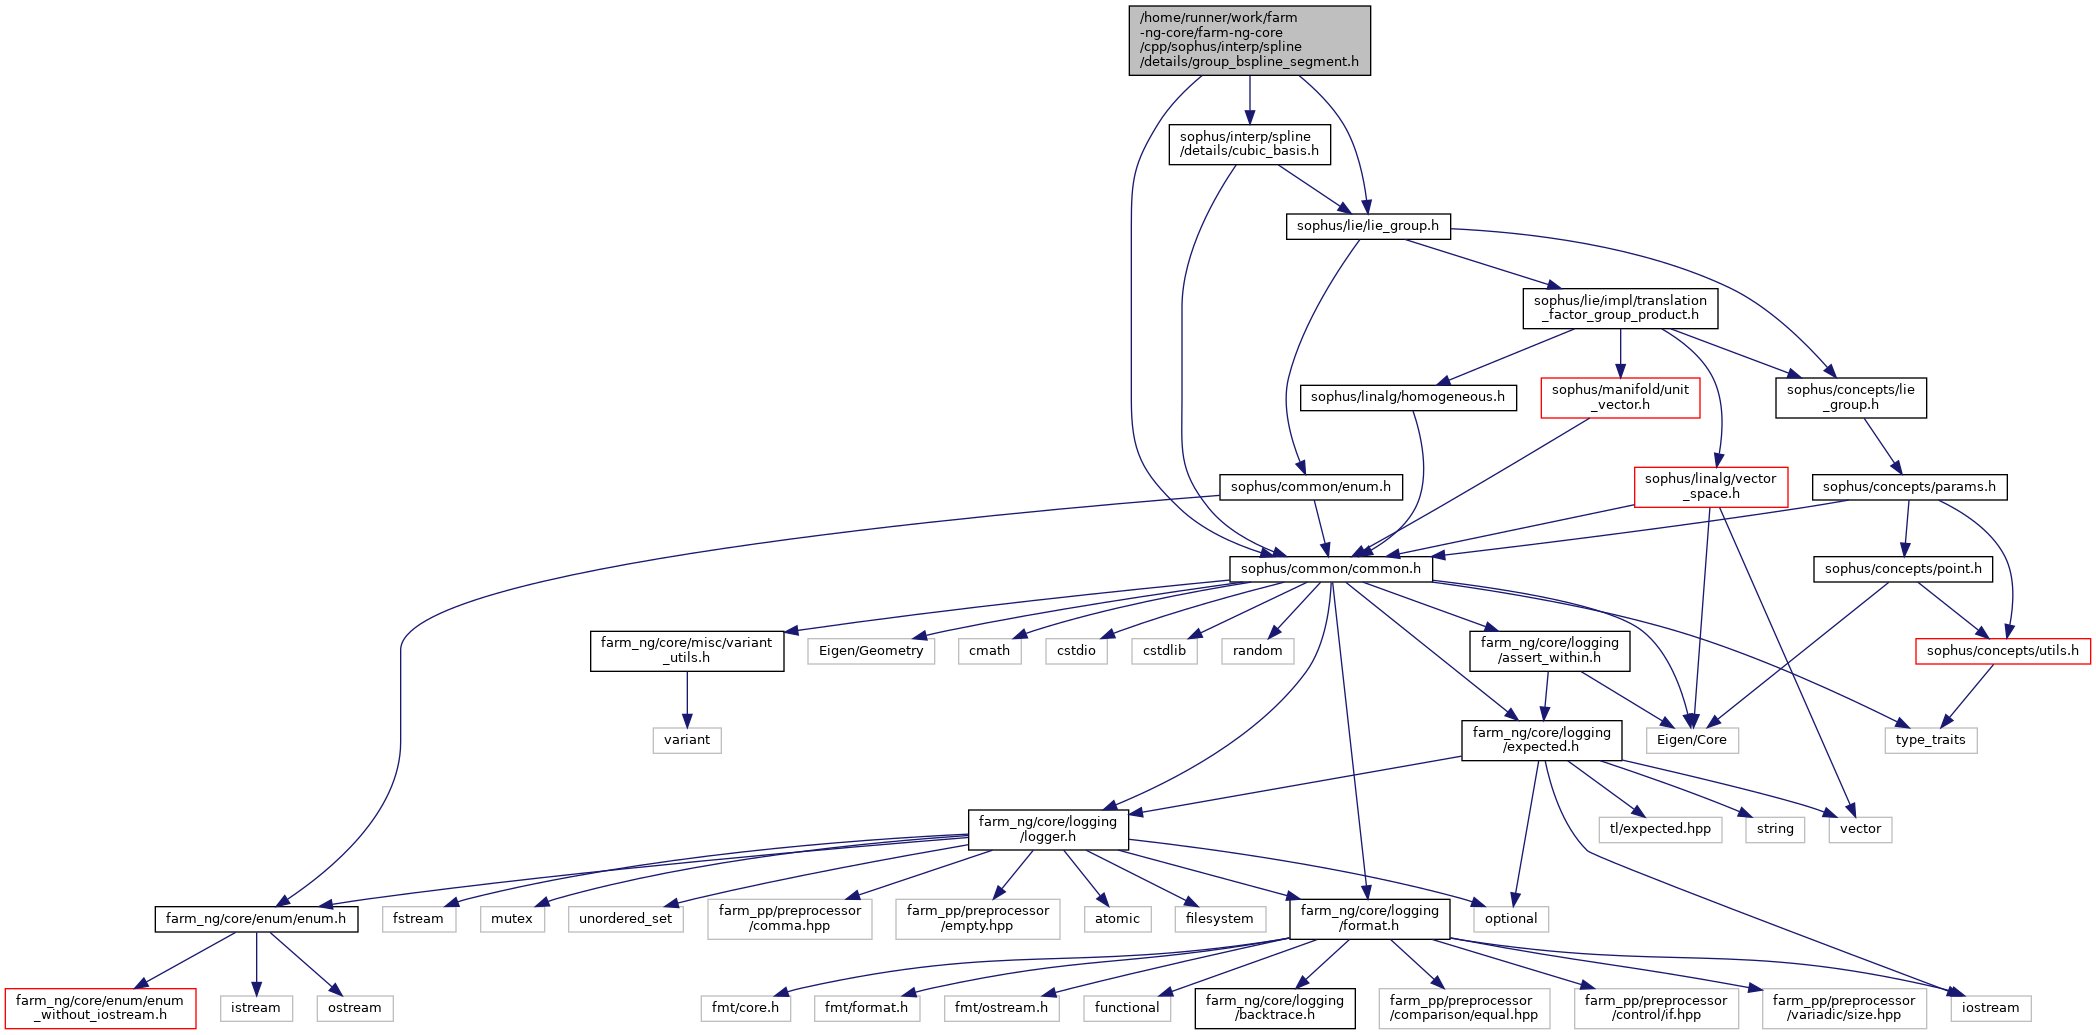 /home/runner/work/farm
-ng-core/farm-ng-core
/cpp/sophus/interp/spline
/details/group_bspline_segment.h
sophus/interp/spline
/details/cubic_basis.h
sophus/lie/lie_group.h
sophus/lie/impl/translation
_factor_group_product.h
sophus/linalg/homogeneous.h
sophus/manifold/unit
_vector.h
sophus/concepts/lie
_group.h
sophus/common/enum.h
sophus/linalg/vector
_space.h
sophus/concepts/params.h
sophus/common/common.h
sophus/concepts/point.h
farm_ng/core/misc/variant
_utils.h
Eigen/Geometry
cmath
cstdio
cstdlib
random
farm_ng/core/logging
/assert_within.h
sophus/concepts/utils.h
variant
farm_ng/core/logging
/expected.h
Eigen/Core
type_traits
farm_ng/core/logging
/logger.h
tl/expected.hpp
string
vector
farm_ng/core/enum/enum.h
fstream
mutex
unordered_set
farm_pp/preprocessor
/comma.hpp
farm_pp/preprocessor
/empty.hpp
atomic
filesystem
farm_ng/core/logging
/format.h
optional
farm_ng/core/enum/enum
_without_iostream.h
istream
ostream
fmt/core.h
fmt/format.h
fmt/ostream.h
functional
farm_ng/core/logging
/backtrace.h
farm_pp/preprocessor
/comparison/equal.hpp
farm_pp/preprocessor
/control/if.hpp
farm_pp/preprocessor
/variadic/size.hpp
iostream